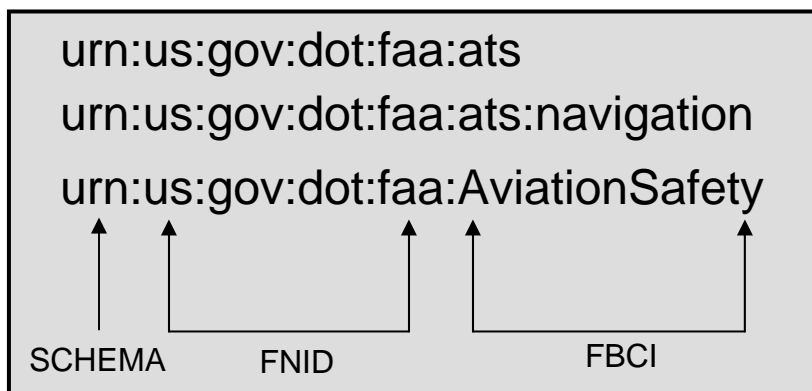 urn:us:gov:dot:faa:ats
urn:us:gov:dot:faa:ats:navigation
urn:us:gov:dot:faa:AviationSafety
SCHEMA FNID FBCI